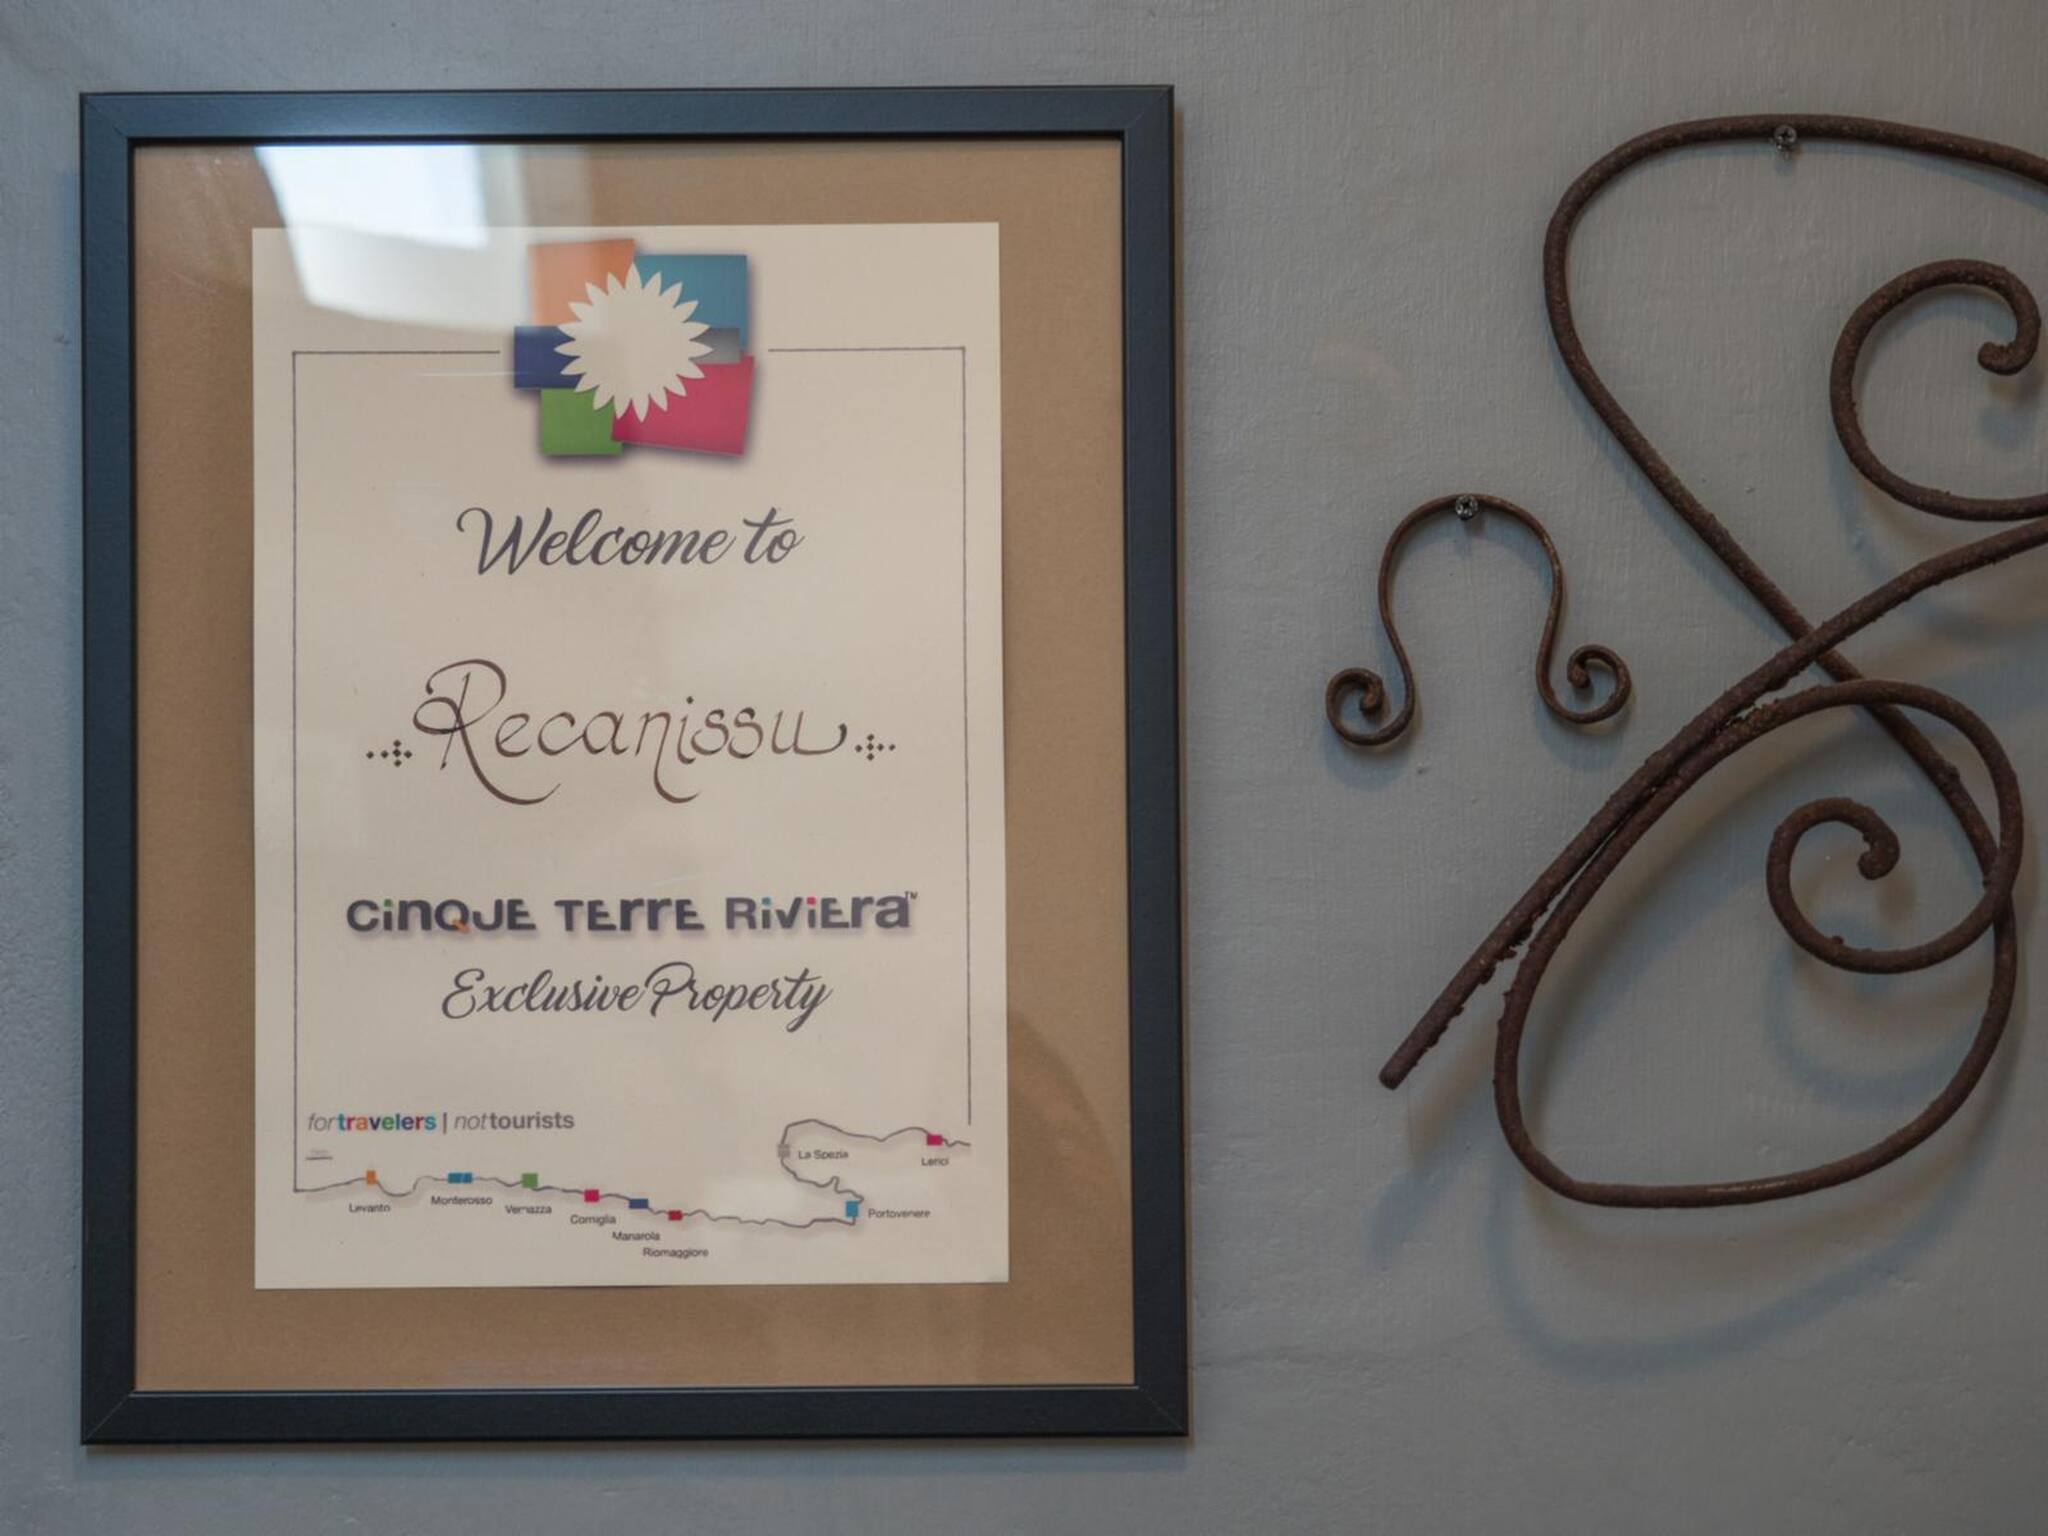 Welcome to
Recanissu
CINQUE TERRE RIVIERA™
Exclusive Property
fortravelers | nottourists
La Spezia
Lerici
Levanto
Monterosso
Vernazza
Corniglia
Portovenere
Manarola
Riomaggiore